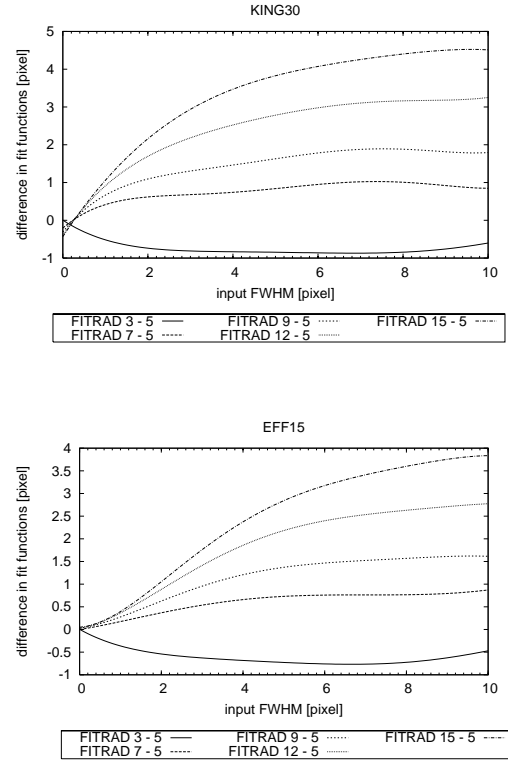 KING30
5
4
3
2
1
0
-1
0 2 4 6 8 10
difference in fit functions [pixel]
input FWHM [pixel]
FITRAD 3 - 5 FITRAD 9 - 5 FITRAD 15 - 5
FITRAD 7 - 5 FITRAD 12 - 5
EFF15
4
3.5
3
2.5
2
1.5
1
0.5
0
-0.5
-1
0 2 4 6 8 10
difference in fit functions [pixel]
input FWHM [pixel]
FITRAD 3 - 5 FITRAD 9 - 5 FITRAD 15 - 5
FITRAD 7 - 5 FITRAD 12 - 5